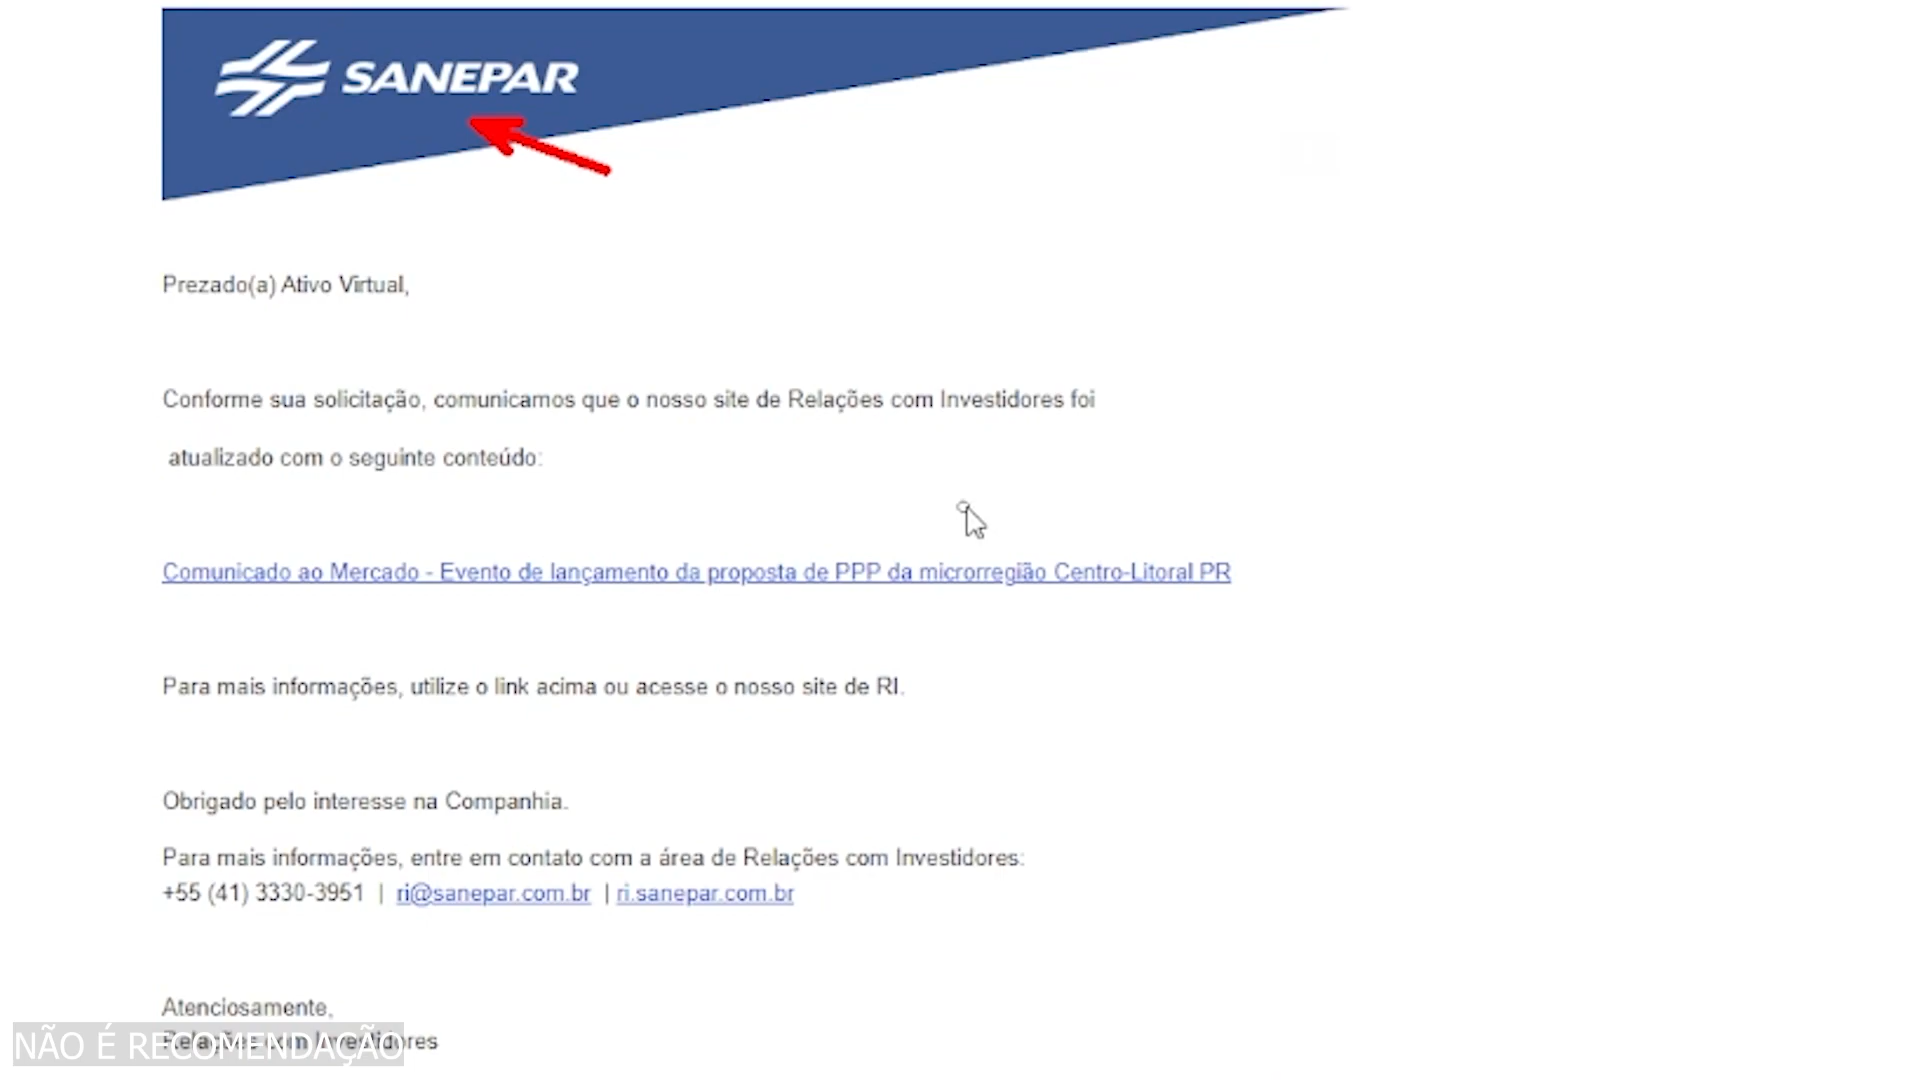 SANEPAR
Prezado(a) Ativo Virtual,
Conforme sua solicitação, comunicamos que o nosso site de Relações com Investidores foi
atualizado com o seguinte conteúdo:
Comunicado ao Mercado - Evento de lançamento da proposta de PPP da microrregião Centro-Litoral PR
Para mais informações, utilize o link acima ou acesse o nosso site de RI.
Obrigado pelo interesse na Companhia.
Para mais informações, entre em contato com a área de Relações com Investidores:
+55 (41) 3330-3951 | ri@sanepar.com.br | ri.sanepar.com.br
Atenciosamente,
Relações com Investidores
NÃO É RECOMENDAÇÃO